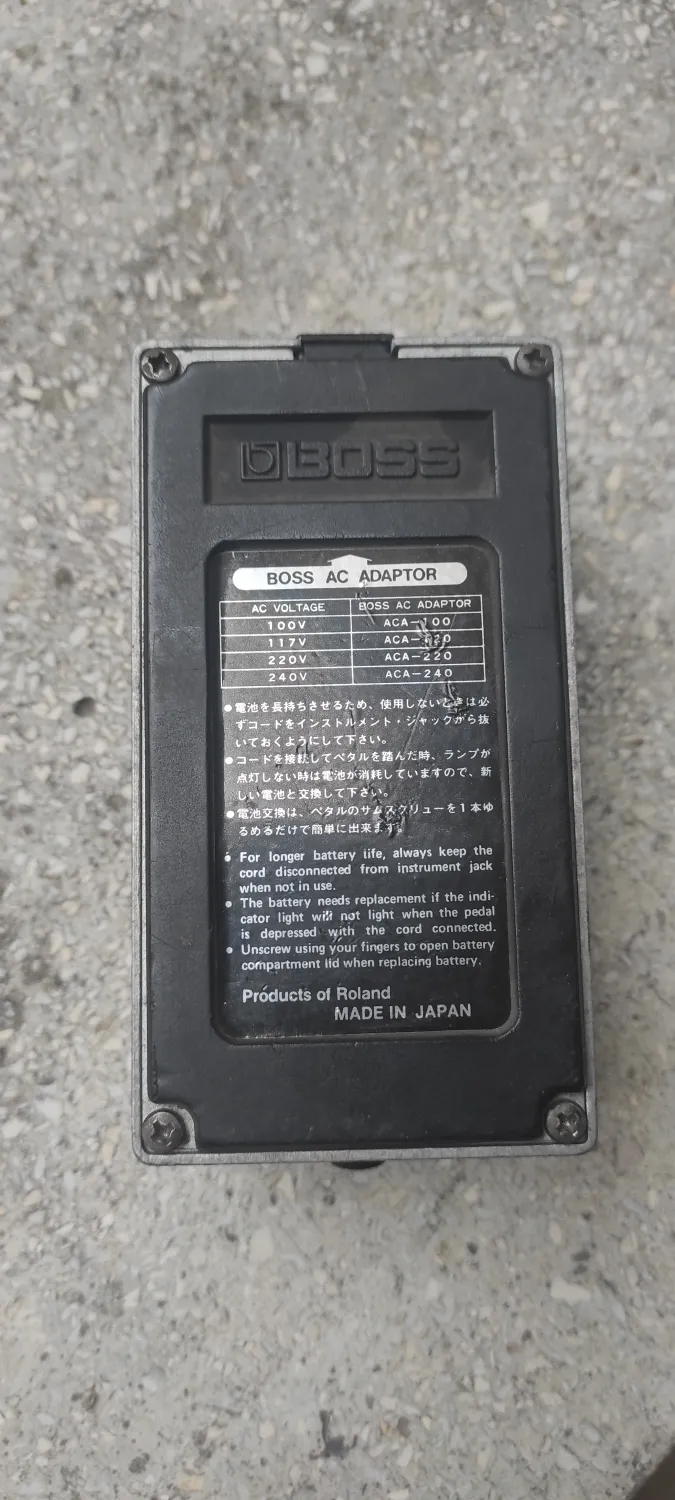 BOSS
BOSS AC ADAPTOR
AC VOLTAGE BOSS AC ADAPTOR
100V ACA-100
117V ACA-120
220V ACA-220
240V ACA-240
●電池を長持ちさせるため、使用しないときは必
ずコードをインストルメント・ジャックから抜
いておくようにして下さい。
●コードを接続してペタルを踏んだ時、ランプが
点灯しない時は電池が消耗していますので、新
しい電池と交換して下さい。
●電池交換は、ペタルのサムスクリューを1本ゆ
るめるだけで簡単に出来ます。
● For longer battery life, always keep the
cord disconnected from instrument jack
when not in use.
● The battery needs replacement if the indi-
cator light will not light when the pedal
is depressed with the cord connected.
● Unscrew using your fingers to open battery
compartment lid when replacing battery.
Products of Roland
MADE IN JAPAN